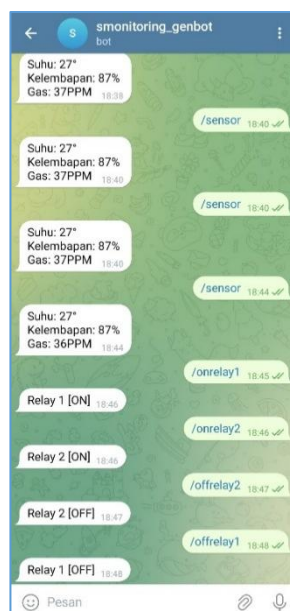 smonitoring_genbot
S
bot
Suhu: 27°
Kelembapan: 87%
Gas: 37PPM 18:38
/sensor 18:40
Suhu: 27°
Kelembapan: 87%
Gas: 37PPM 18:40
/sensor 18:40
Suhu: 27°
Kelembapan: 87%
Gas: 37PPM 18:40
/sensor 18:44
Suhu: 27°
Kelembapan: 87%
Gas: 36PPM 18:44
/onrelay1 18:45
Relay 1 [ON] 18:46
/onrelay2 18:46
Relay 2 [ON] 18:46
/offrelay2 18:47
Relay 2 [OFF] 18:47
/offrelay1 18:48
Relay 1 [OFF] 18:48
Pesan